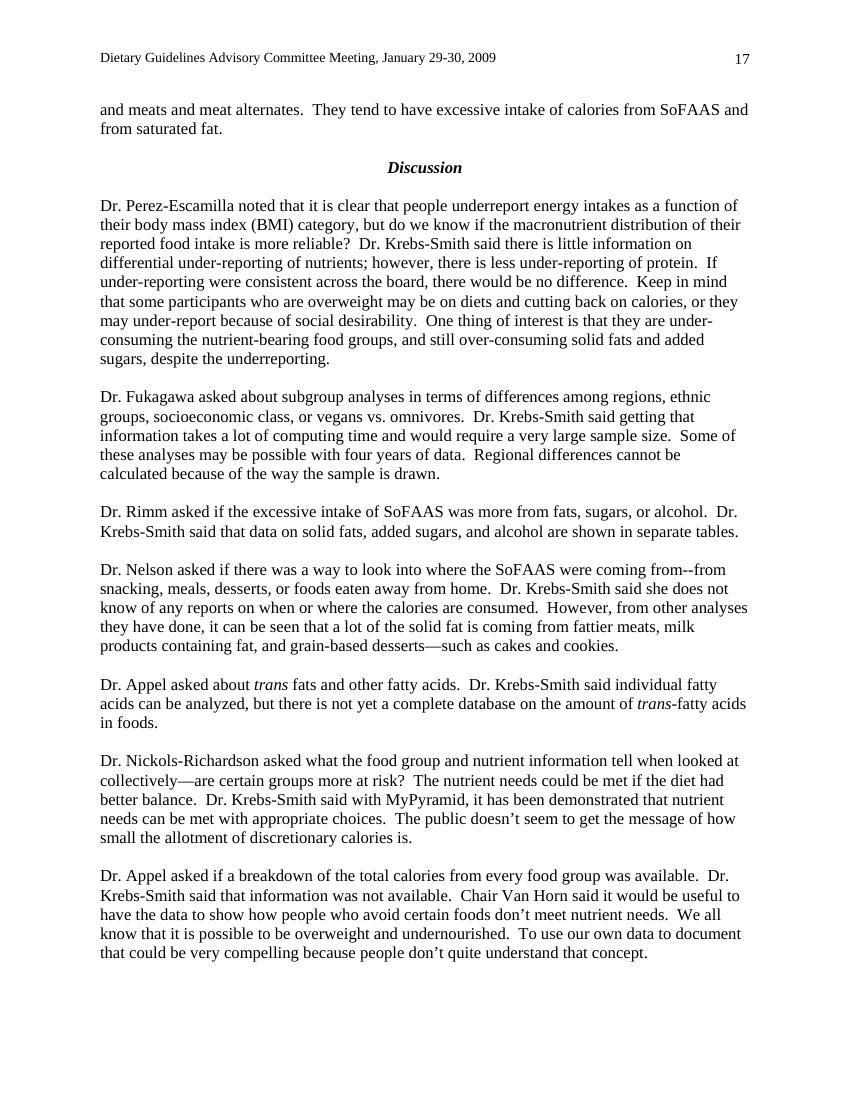 Dietary Guidelines Advisory Committee Meeting, January 29-30, 2009 17
and meats and meat alternates.  They tend to have excessive intake of calories from SoFAAS and
from saturated fat.
Discussion
Dr. Perez-Escamilla noted that it is clear that people underreport energy intakes as a function of
their body mass index (BMI) category, but do we know if the macronutrient distribution of their
reported food intake is more reliable?  Dr. Krebs-Smith said there is little information on
differential under-reporting of nutrients; however, there is less under-reporting of protein.  If
under-reporting were consistent across the board, there would be no difference.  Keep in mind
that some participants who are overweight may be on diets and cutting back on calories, or they
may under-report because of social desirability.  One thing of interest is that they are under-
consuming the nutrient-bearing food groups, and still over-consuming solid fats and added
sugars, despite the underreporting.
Dr. Fukagawa asked about subgroup analyses in terms of differences among regions, ethnic
groups, socioeconomic class, or vegans vs. omnivores.  Dr. Krebs-Smith said getting that
information takes a lot of computing time and would require a very large sample size.  Some of
these analyses may be possible with four years of data.  Regional differences cannot be
calculated because of the way the sample is drawn.
Dr. Rimm asked if the excessive intake of SoFAAS was more from fats, sugars, or alcohol.  Dr.
Krebs-Smith said that data on solid fats, added sugars, and alcohol are shown in separate tables.
Dr. Nelson asked if there was a way to look into where the SoFAAS were coming from--from
snacking, meals, desserts, or foods eaten away from home.  Dr. Krebs-Smith said she does not
know of any reports on when or where the calories are consumed.  However, from other analyses
they have done, it can be seen that a lot of the solid fat is coming from fattier meats, milk
products containing fat, and grain-based desserts—such as cakes and cookies.
Dr. Appel asked about trans fats and other fatty acids.  Dr. Krebs-Smith said individual fatty
acids can be analyzed, but there is not yet a complete database on the amount of trans-fatty acids
in foods.
Dr. Nickols-Richardson asked what the food group and nutrient information tell when looked at
collectively—are certain groups more at risk?  The nutrient needs could be met if the diet had
better balance.  Dr. Krebs-Smith said with MyPyramid, it has been demonstrated that nutrient
needs can be met with appropriate choices.  The public doesn’t seem to get the message of how
small the allotment of discretionary calories is.
Dr. Appel asked if a breakdown of the total calories from every food group was available.  Dr.
Krebs-Smith said that information was not available.  Chair Van Horn said it would be useful to
have the data to show how people who avoid certain foods don’t meet nutrient needs.  We all
know that it is possible to be overweight and undernourished.  To use our own data to document
that could be very compelling because people don’t quite understand that concept.